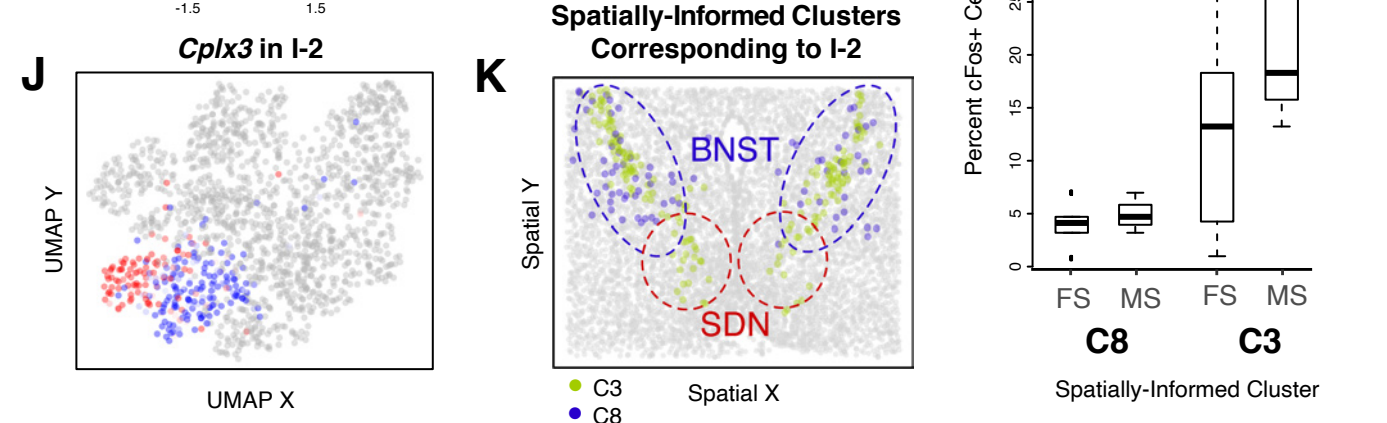 -1.5 1.5
J
Cplx3 in I-2
UMAP Y
UMAP X
K
Spatially-Informed Clusters
Corresponding to I-2
Spatial Y
BNST
SDN
C3
C8
Spatial X
Percent cFos+ Ce
25
20
15
10
5
0
FS MS FS MS
C8 C3
Spatially-Informed Cluster